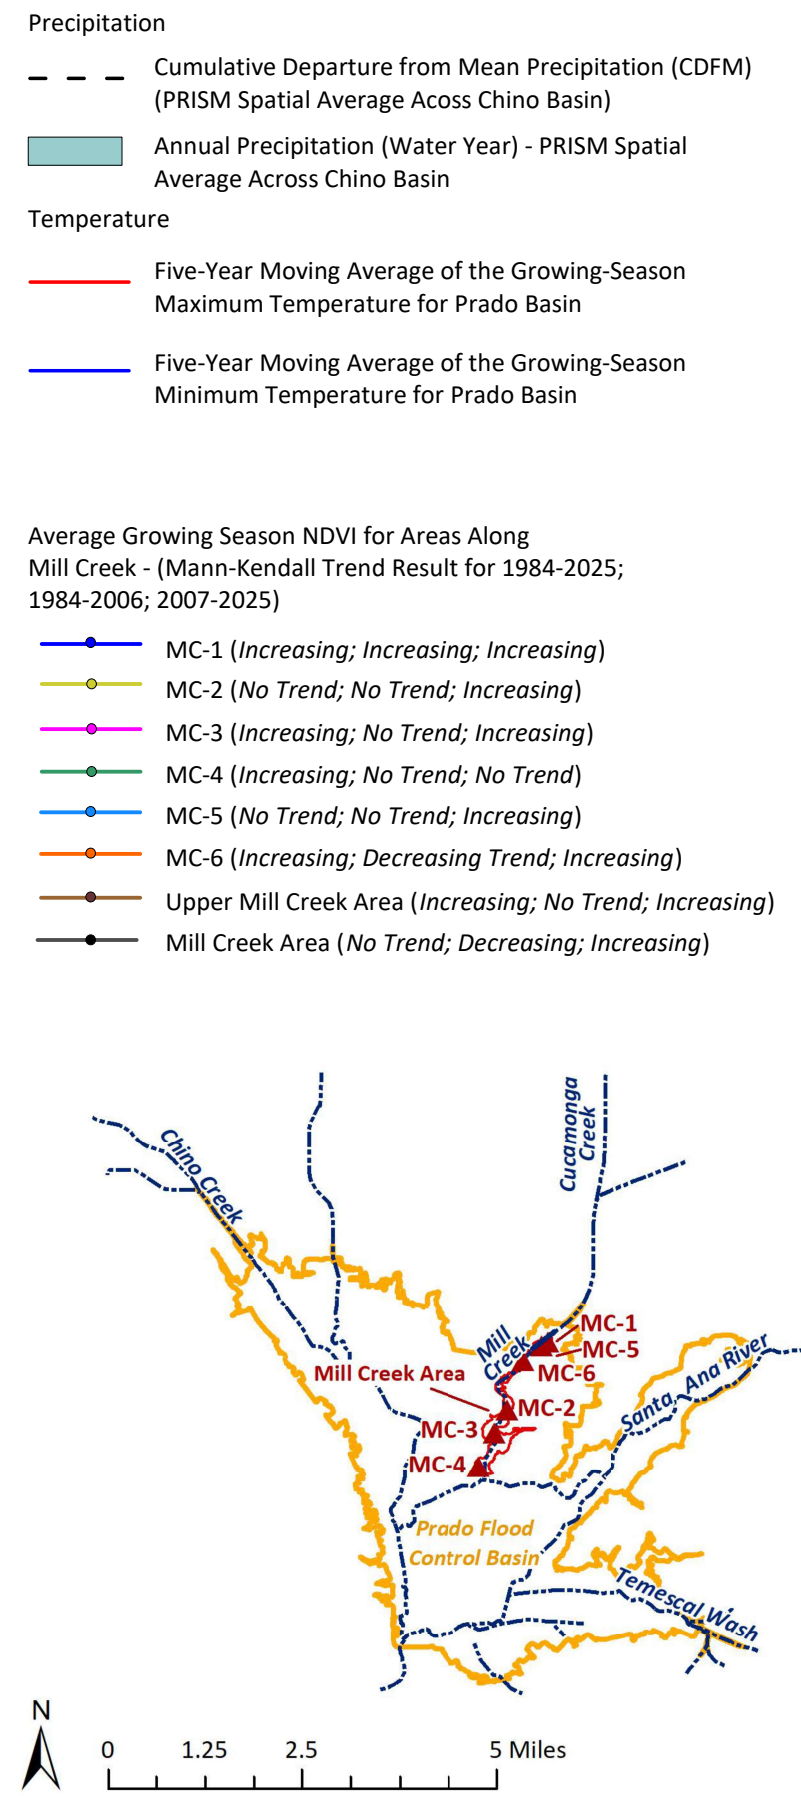 Precipitation
Cumulative Departure from Mean Precipitation (CDFM)
(PRISM Spatial Average Acoss Chino Basin)
Annual Precipitation (Water Year) - PRISM Spatial
Average Across Chino Basin
Temperature
Five-Year Moving Average of the Growing-Season
Maximum Temperature for Prado Basin
Five-Year Moving Average of the Growing-Season
Minimum Temperature for Prado Basin
Average Growing Season NDVI for Areas Along
Mill Creek - (Mann-Kendall Trend Result for 1984-2025;
1984-2006; 2007-2025)
MC-1 (Increasing; Increasing; Increasing)
MC-2 (No Trend; No Trend; Increasing)
MC-3 (Increasing; No Trend; Increasing)
MC-4 (Increasing; No Trend; No Trend)
MC-5 (No Trend; No Trend; Increasing)
MC-6 (Increasing; Decreasing Trend; Increasing)
Upper Mill Creek Area (Increasing; No Trend; Increasing)
Mill Creek Area (No Trend; Decreasing; Increasing)
Cucamonga
Creek
Chino Creek
Mill
Creek
MC-1
MC-5
MC-6
Mill Creek Area
MC-2
MC-3
MC-4
Santa Ana River
Prado Flood
Control Basin
Temescal Wash
N
0 1.25 2.5 5 Miles